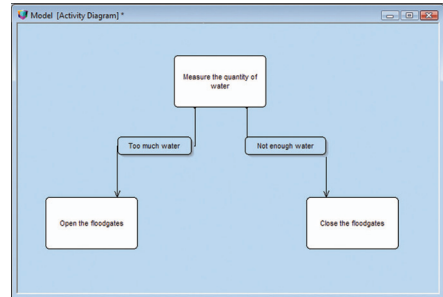 Model [Activity Diagram] *
Measure the quantity of
water
Too much water
Not enough water
Open the floodgates
Close the floodgates